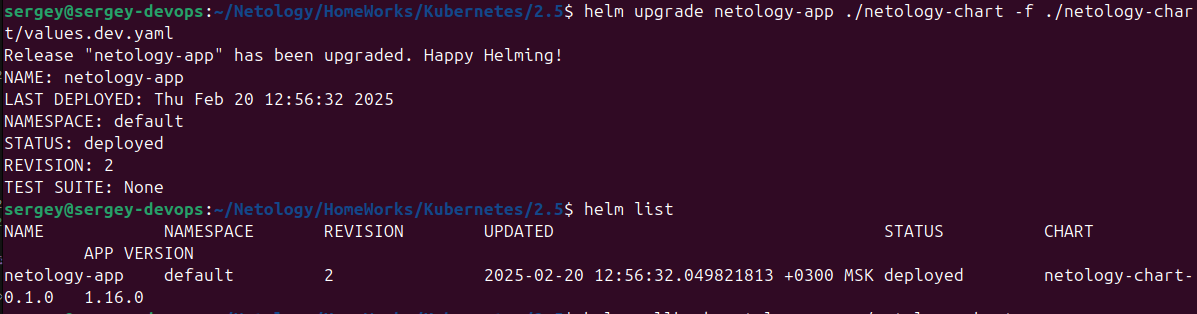 sergey@sergey-devops:~/Netology/HomeWorks/Kubernetes/2.5$ helm upgrade netology-app ./netology-chart -f ./netology-char
t/values.dev.yaml
Release "netology-app" has been upgraded. Happy Helming!
NAME: netology-app
LAST DEPLOYED: Thu Feb 20 12:56:32 2025
NAMESPACE: default
STATUS: deployed
REVISION: 2
TEST SUITE: None
sergey@sergey-devops:~/Netology/HomeWorks/Kubernetes/2.5$ helm list
NAME            NAMESPACE       REVISION        UPDATED                                 STATUS          CHART
        APP VERSION
netology-app    default         2               2025-02-20 12:56:32.049821813 +0300 MSK deployed        netology-chart-
0.1.0   1.16.0